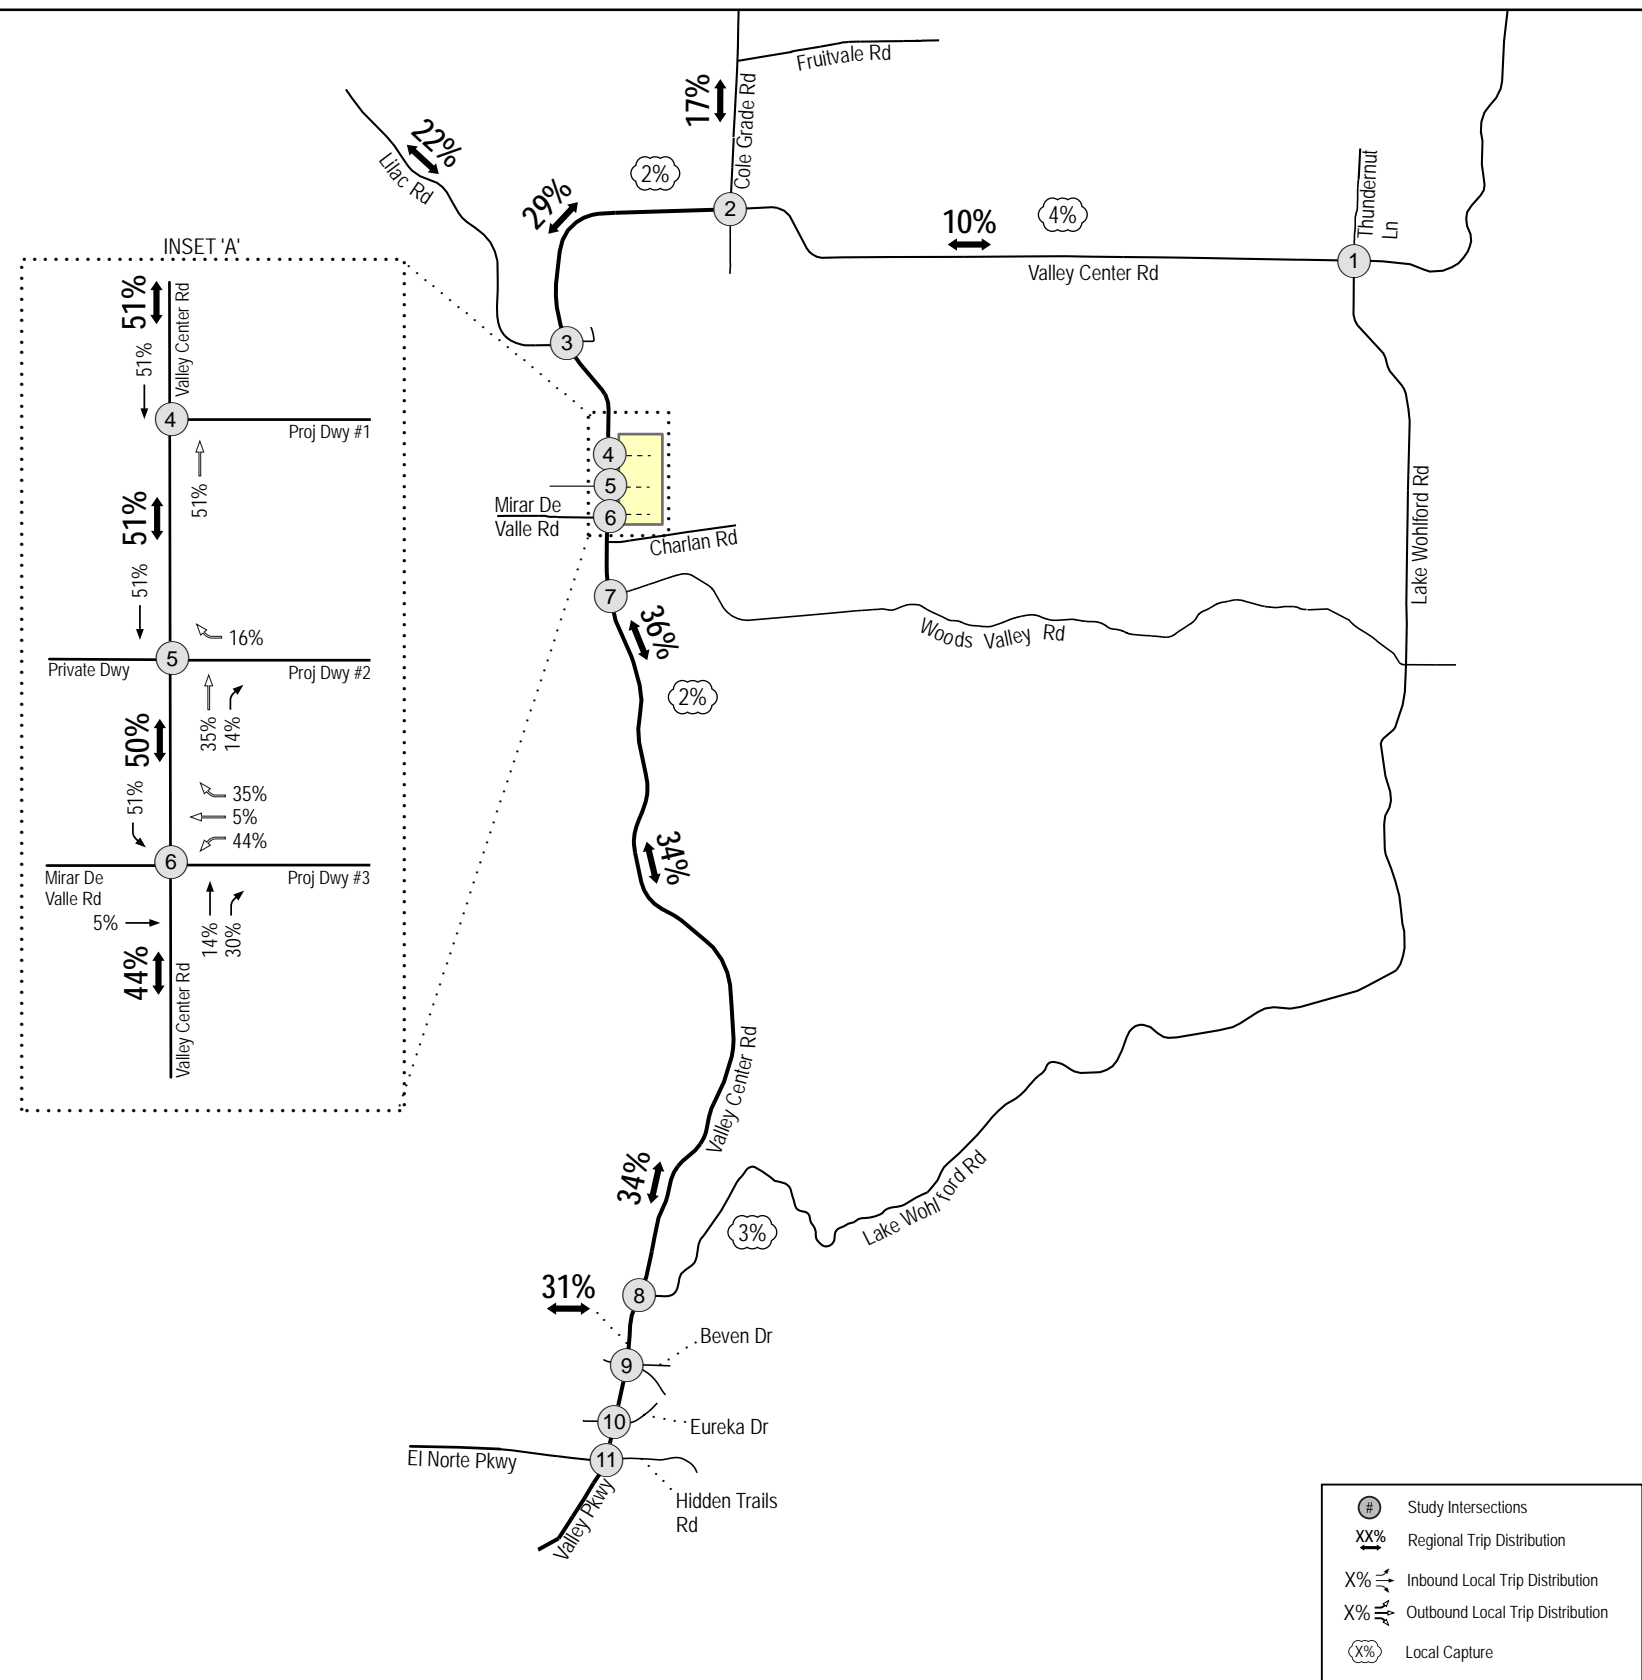 Fruitvale Rd
17%
Cole Grade Rd
22%
Lilac Rd
2%
29%
2
10%
4%
Thundernut
Ln
1
Valley Center Rd
3
INSET 'A'
51%
Valley Center Rd
51%
4
Proj Dwy #1
51%
51%
51%
16%
5
Private Dwy
Proj Dwy #2
35%
14%
50%
51%
35%
5%
44%
6
Mirar De
Valle Rd
Proj Dwy #3
5%
14%
30%
44%
Valley Center Rd
4
5
6
Mirar De
Valle Rd
Charlan Rd
7
36%
Woods Valley Rd
Lake Wohlford Rd
2%
34%
Valley Center Rd
34%
3%
Lake Wohlford Rd
31%
8
Beven Dr
9
10
Eureka Dr
El Norte Pkwy
11
Hidden Trails
Rd
Valley Pkwy
# Study Intersections
XX% Regional Trip Distribution
X% Inbound Local Trip Distribution
X% Outbound Local Trip Distribution
X% Local Capture